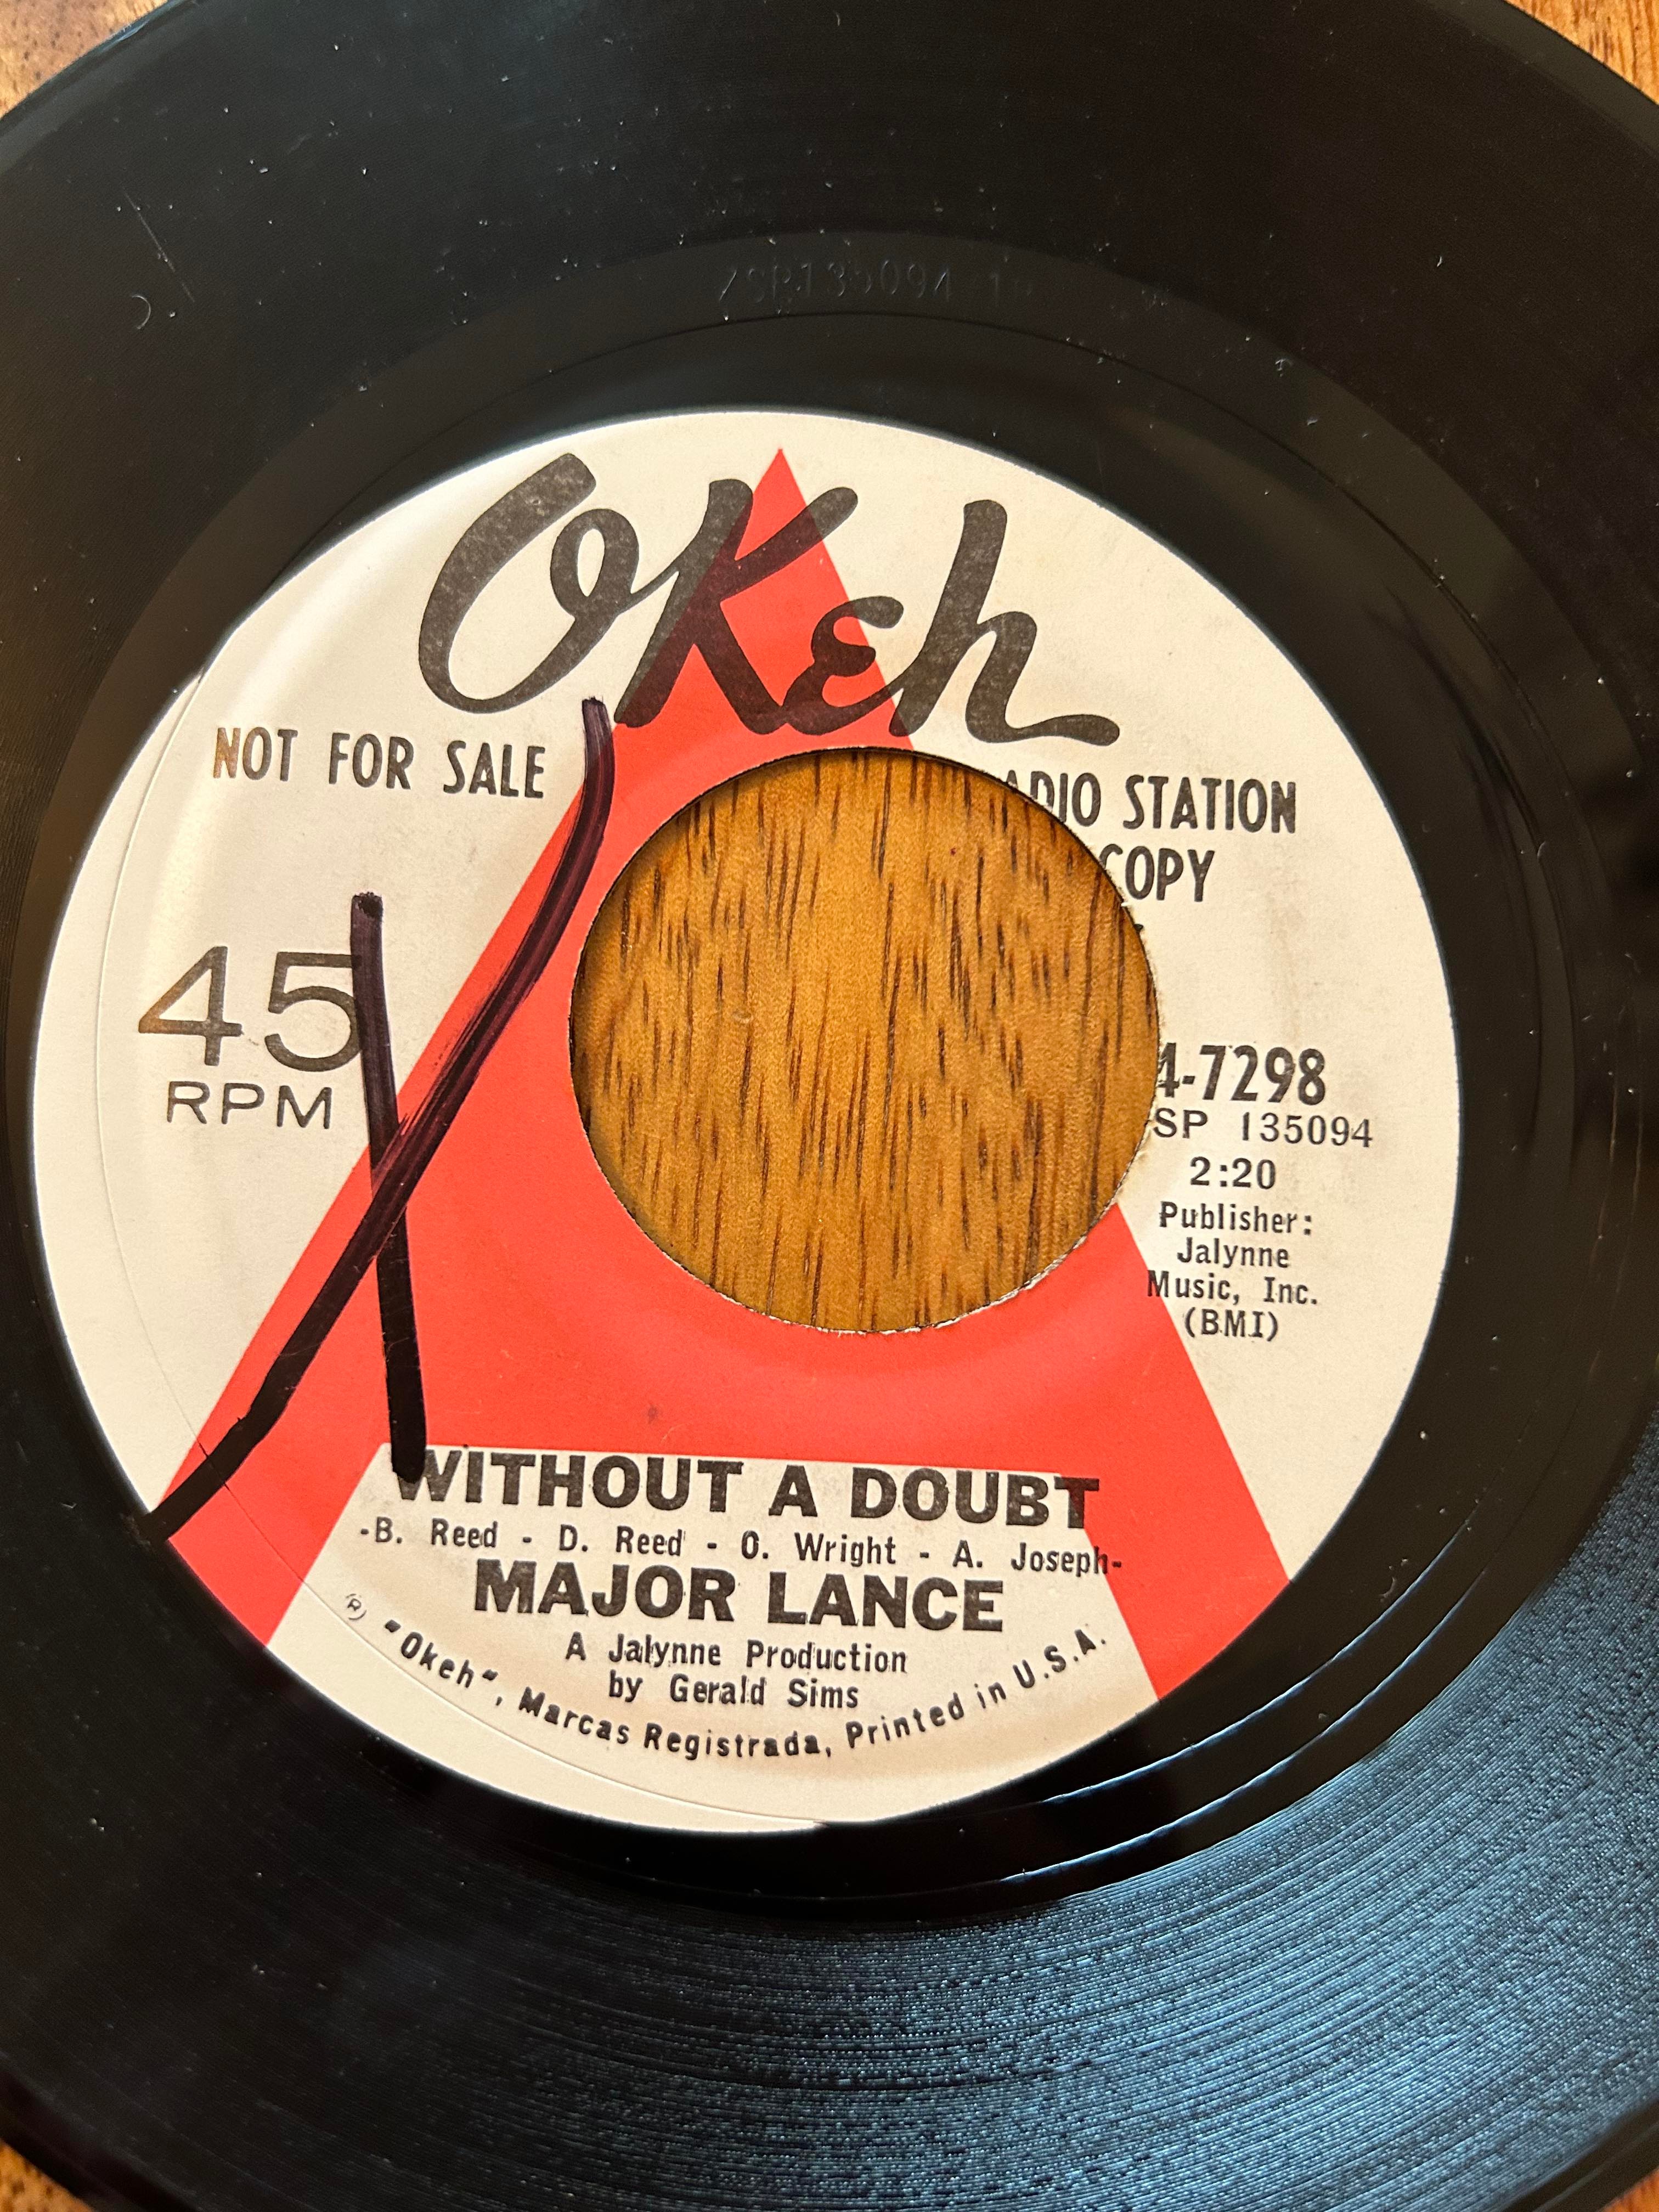 OKeh
NOT FOR SALE
ADIO STATION
COPY
45
RPM
4-7298
SP 135094
2:20
Publisher:
Jalynne
Music, Inc.
(BMI)
WITHOUT A DOUBT
-B. Reed - D. Reed - O. Wright - A. Joseph-
MAJOR LANCE
A Jalynne Production
by Gerald Sims
® "Okeh", Marcas Registrada, Printed in U.S.A.